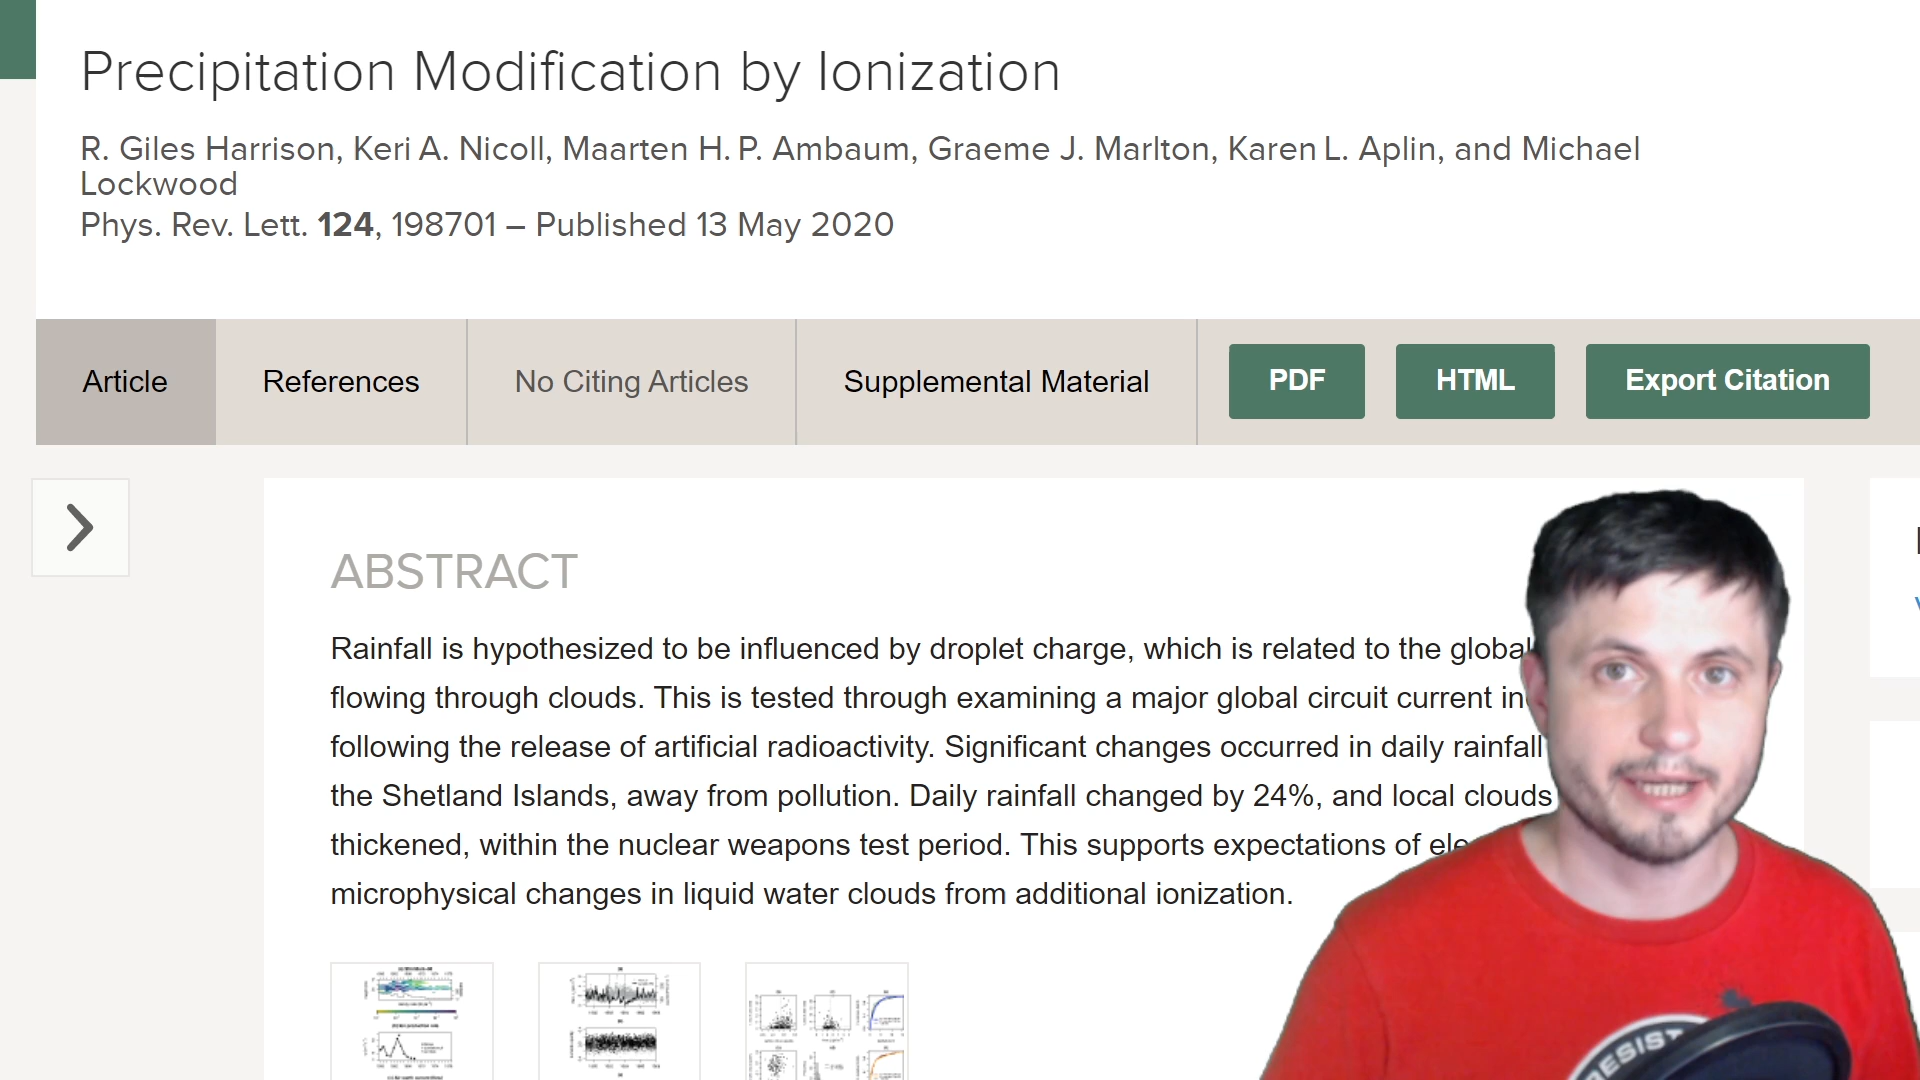 Precipitation Modification by Ionization
R. Giles Harrison, Keri A. Nicoll, Maarten H. P. Ambaum, Graeme J. Marlton, Karen L. Aplin, and Michael
Lockwood
Phys. Rev. Lett. 124, 198701 – Published 13 May 2020
Article References No Citing Articles Supplemental Material PDF HTML Export Citation
ABSTRACT
Rainfall is hypothesized to be influenced by droplet charge, which is related to the global
flowing through clouds. This is tested through examining a major global circuit current in
following the release of artificial radioactivity. Significant changes occurred in daily rainfall
the Shetland Islands, away from pollution. Daily rainfall changed by 24%, and local clouds
thickened, within the nuclear weapons test period. This supports expectations of ele
microphysical changes in liquid water clouds from additional ionization.
RESIST